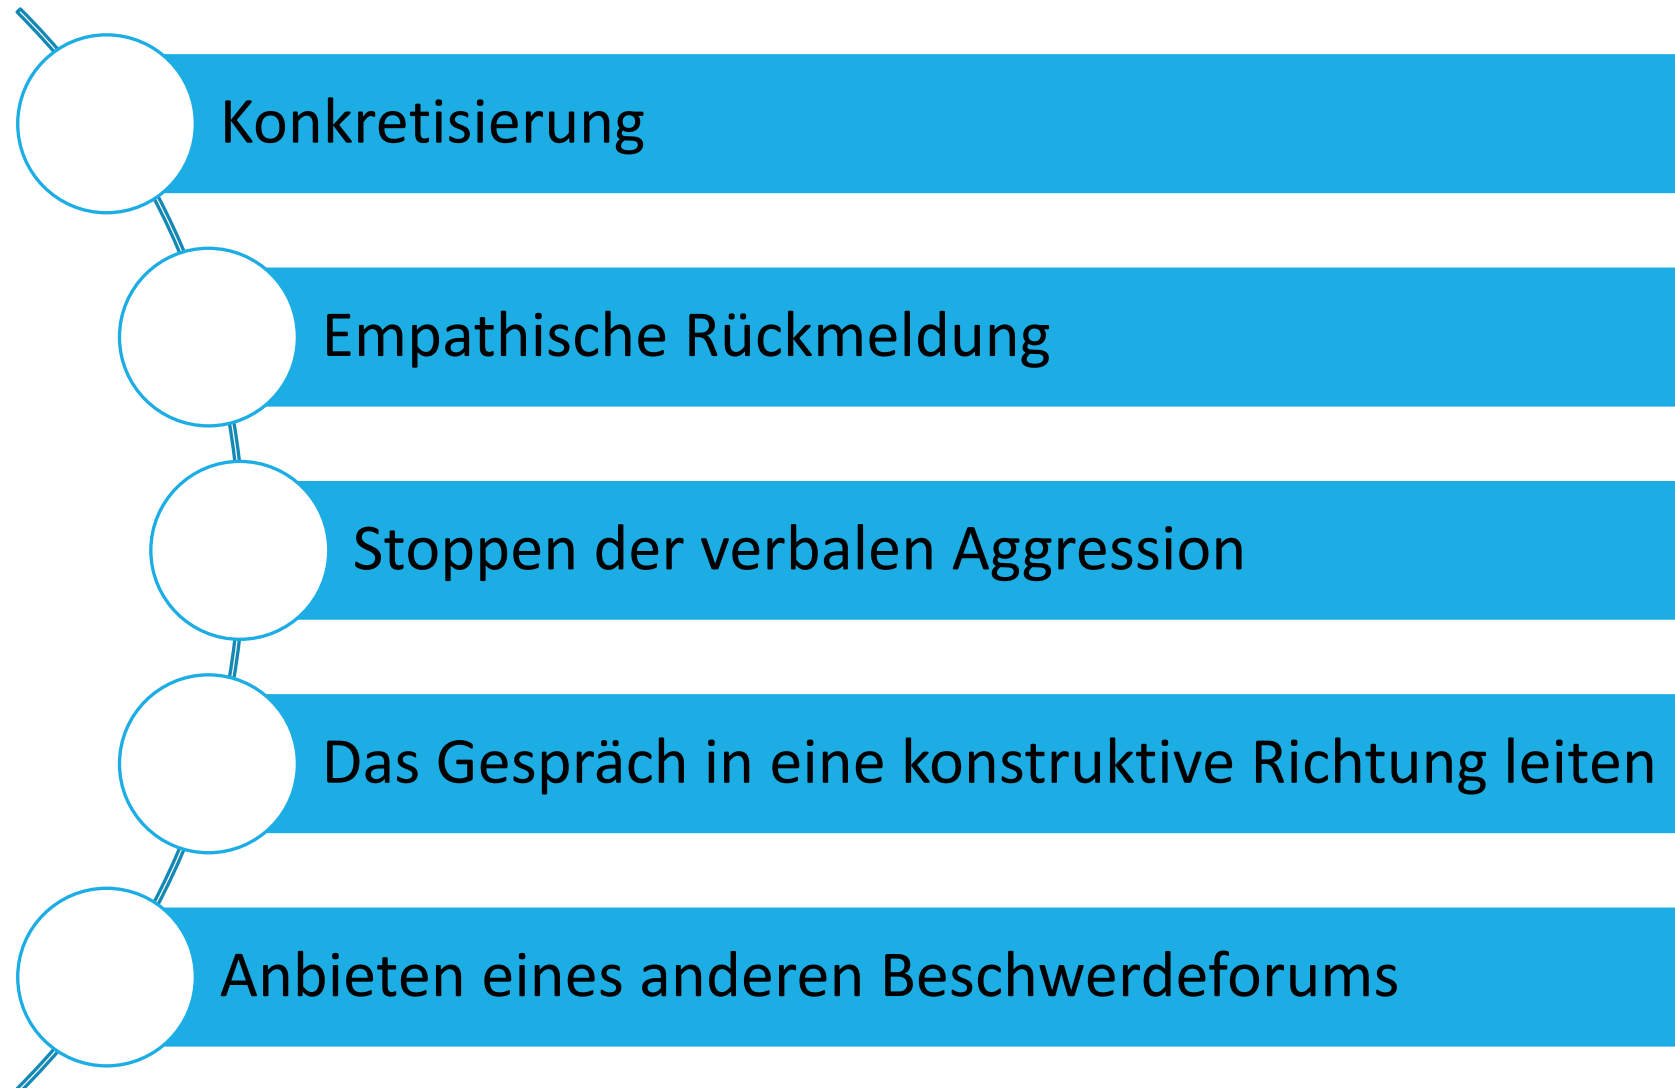 Konkretisierung
Empathische Rückmeldung
Stoppen der verbalen Aggression
Das Gespräch in eine konstruktive Richtung leiten
Anbieten eines anderen Beschwerdeforums